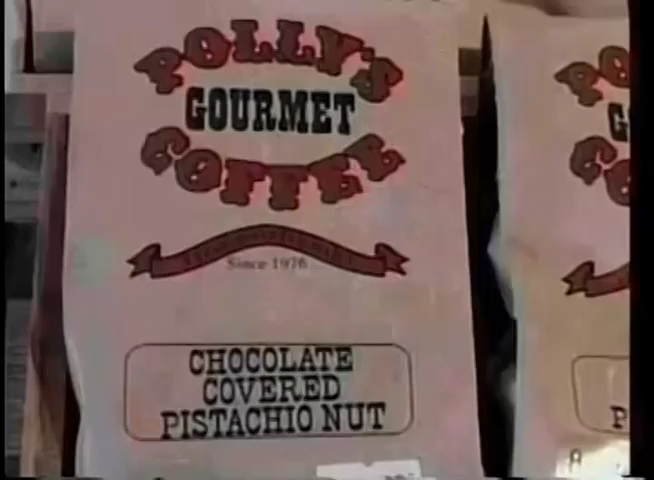 POLLY'S
GOURMET
COFFEE
Since 1976
CHOCOLATE
COVERED
PISTACHIO NUT